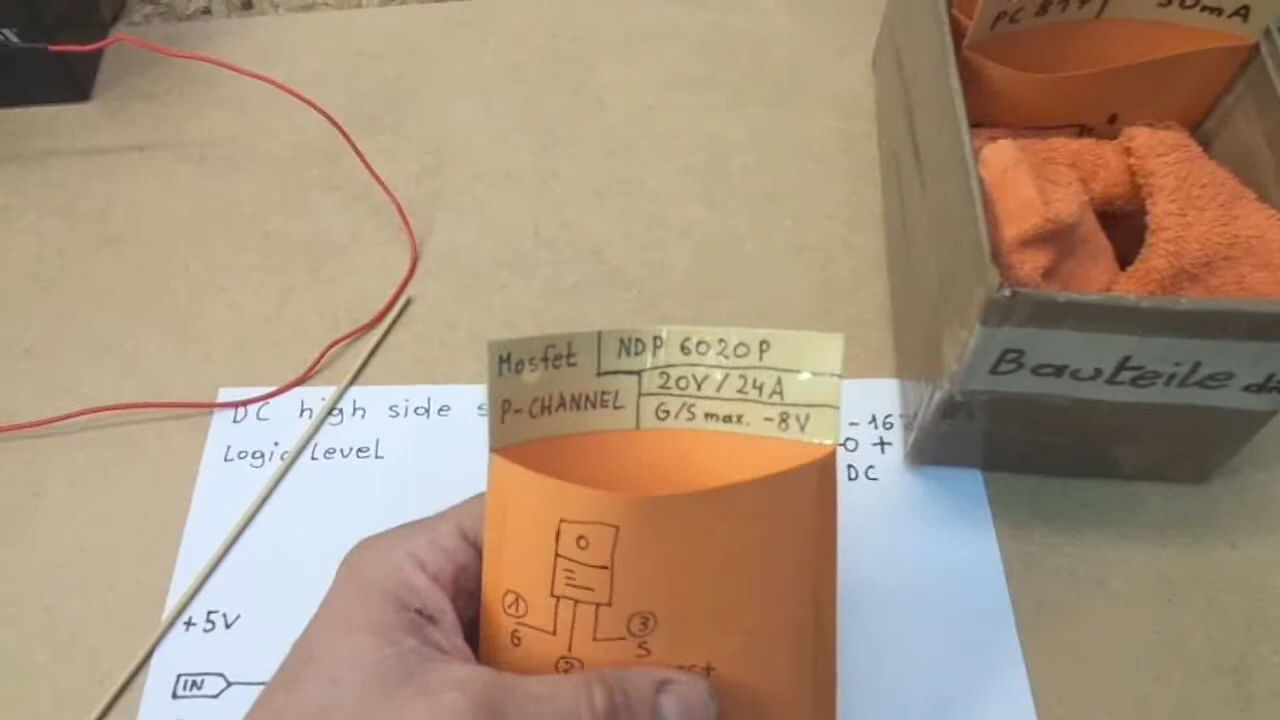 PC 817
50mA
Mosfet
NDP 6020P
P-CHANNEL
20V/24A
G/S max. -8V
Bauteile
DC high side
Logic Level
-16
+
DC
+5V
IN
1
G
2
3
S